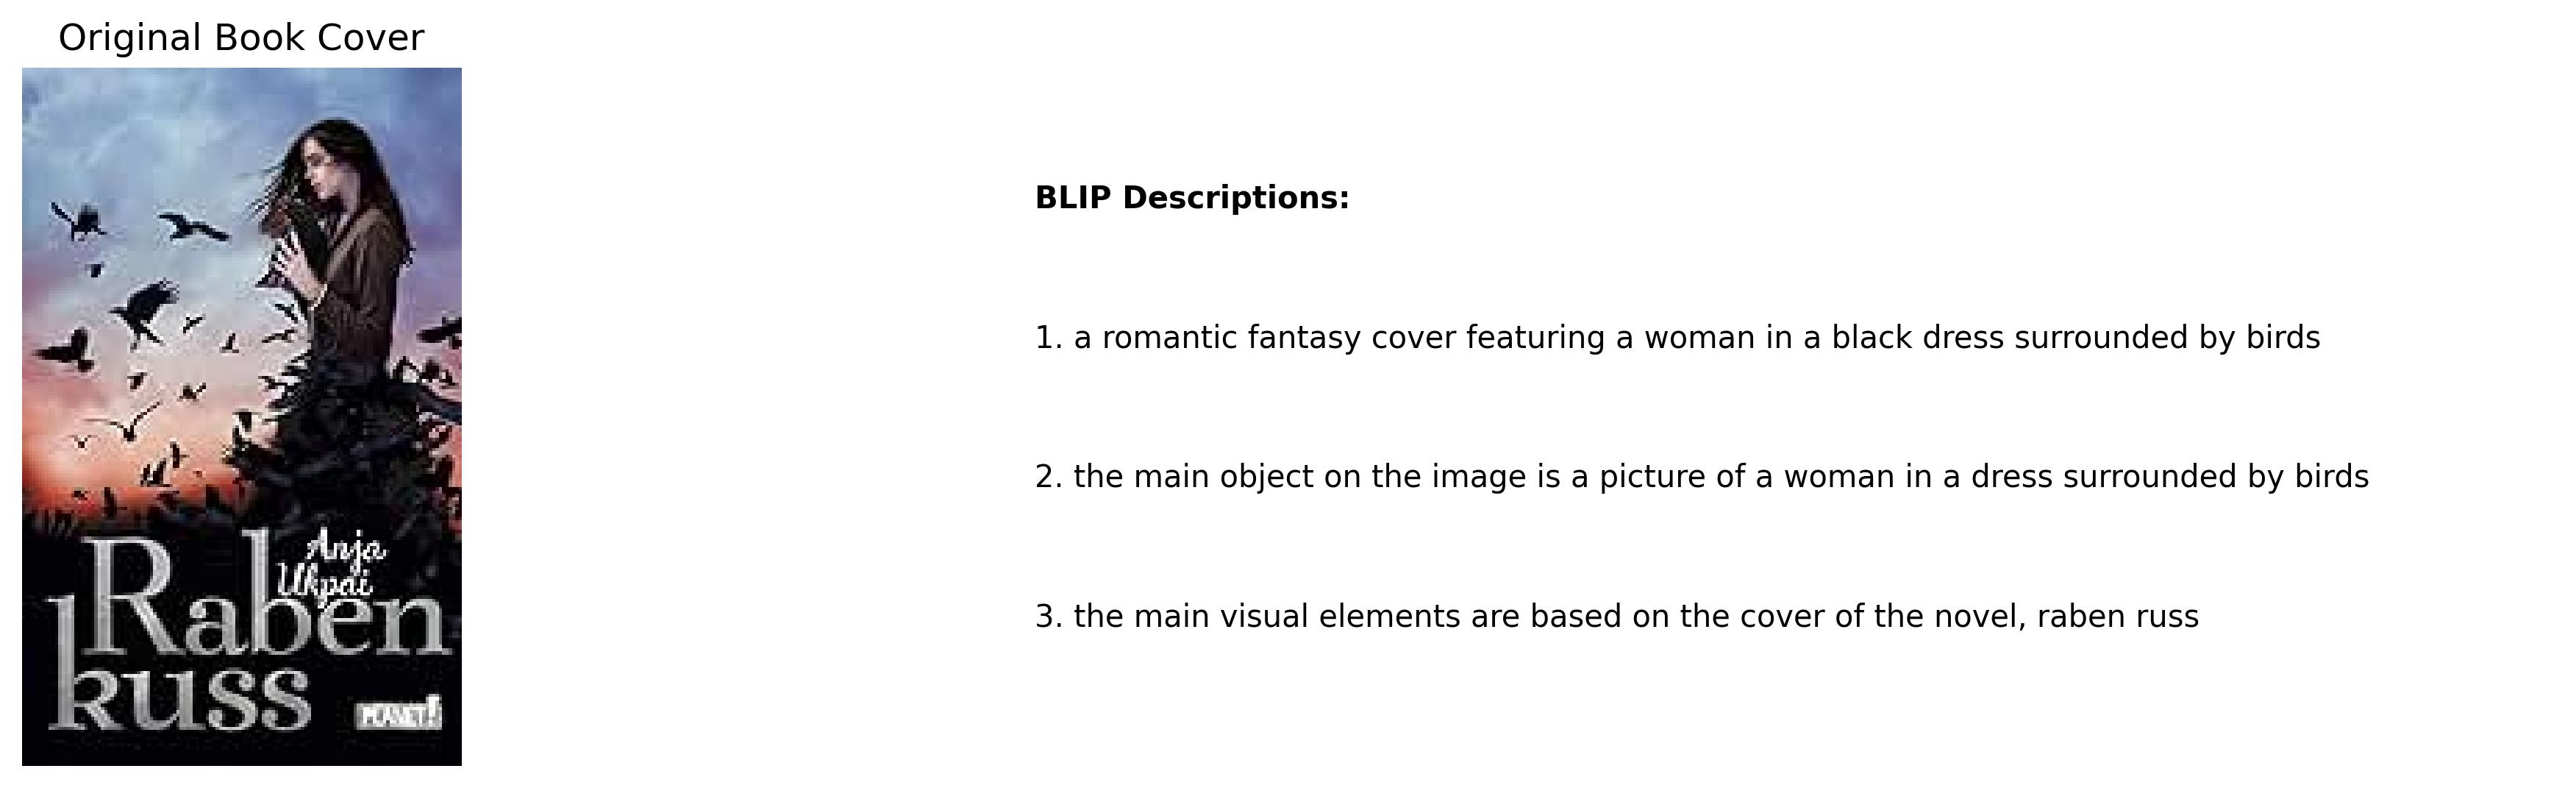 Original Book Cover
Anja
Ukpai
Raben
kuss
PLANET!
BLIP Descriptions:
1. a romantic fantasy cover featuring a woman in a black dress surrounded by birds
2. the main object on the image is a picture of a woman in a dress surrounded by birds
3. the main visual elements are based on the cover of the novel, raben russ